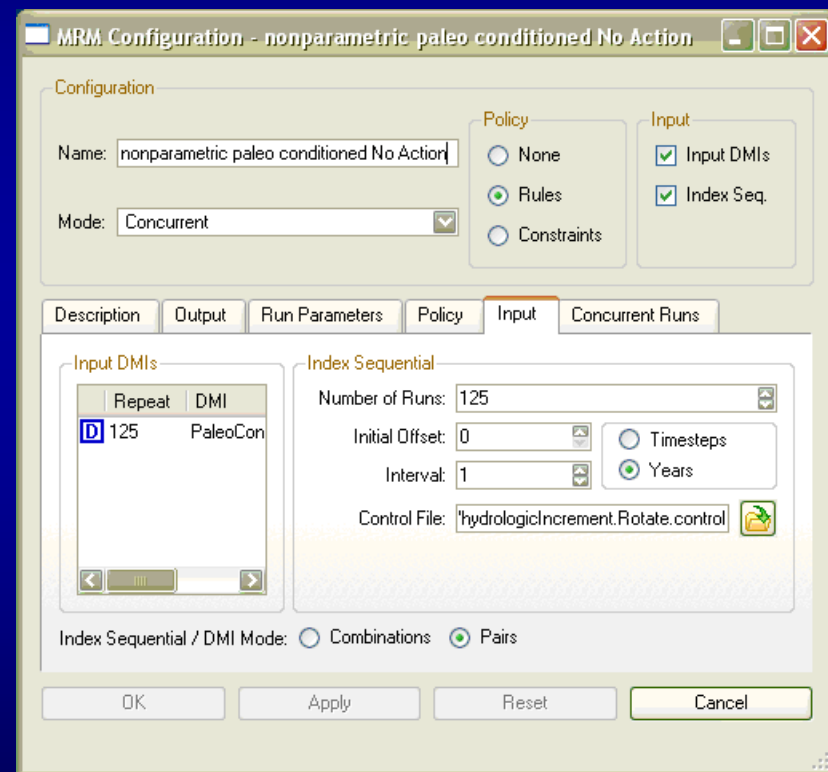 MRM Configuration - nonparametric paleo conditioned No Action
Configuration
Name: nonparametric paleo conditioned No Action
Mode: Concurrent
Policy
None
Rules
Constraints
Input
Input DMIs
Index Seq.
Description Output Run Parameters Policy Input Concurrent Runs
Input DMIs
Repeat DMI
D 125 PaleoCon
Index Sequential
Number of Runs: 125
Initial Offset: 0
Interval: 1
Timesteps
Years
Control File: 'hydrologicIncrement.Rotate.control
Index Sequential / DMI Mode: Combinations Pairs
OK Apply Reset Cancel